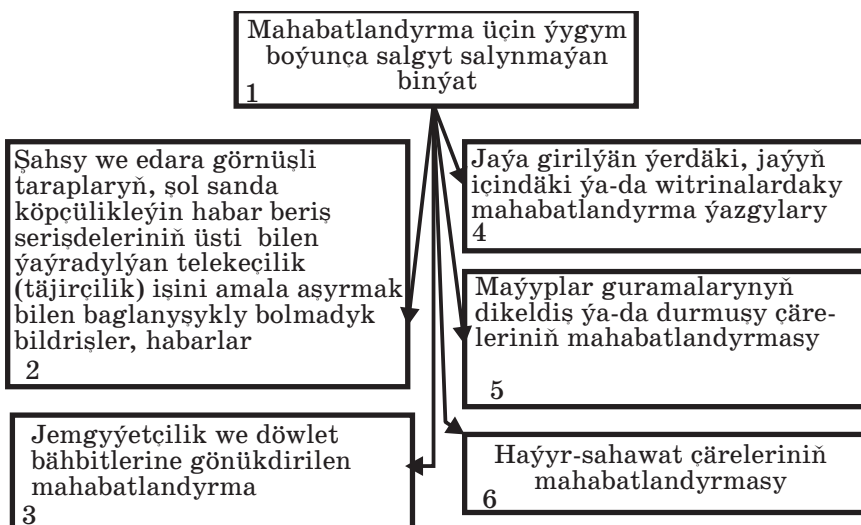 Mahabatlandyrma üçin ýygym
boýunça salgyt salynmaýan
binýat
1
Şahsy we edara görnüşli
taraplaryň, şol sanda
köpçülikleýin habar beriş
serişdeleriniň üsti bilen
ýaýradylýan telekeçilik
(täjirçilik) işini amala aşyrmak
bilen baglanyşykly bolmadyk
bildrişler, habarlar
2
Jemgyýetçilik we döwlet
bähbitlerine gönükdirilen
mahabatlandyrma
3
Jaýa girilýän ýerdäki, jaýyň
içindäki ýa-da witrinalardaky
mahabatlandyrma ýazgylary
4
Maýyplar guramalarynyň
dikeldiş ýa-da durmuşy çäre-
leriniň mahabatlandyrmasy
5
Haýyr-sahawat çäreleriniň
mahabatlandyrmasy
6